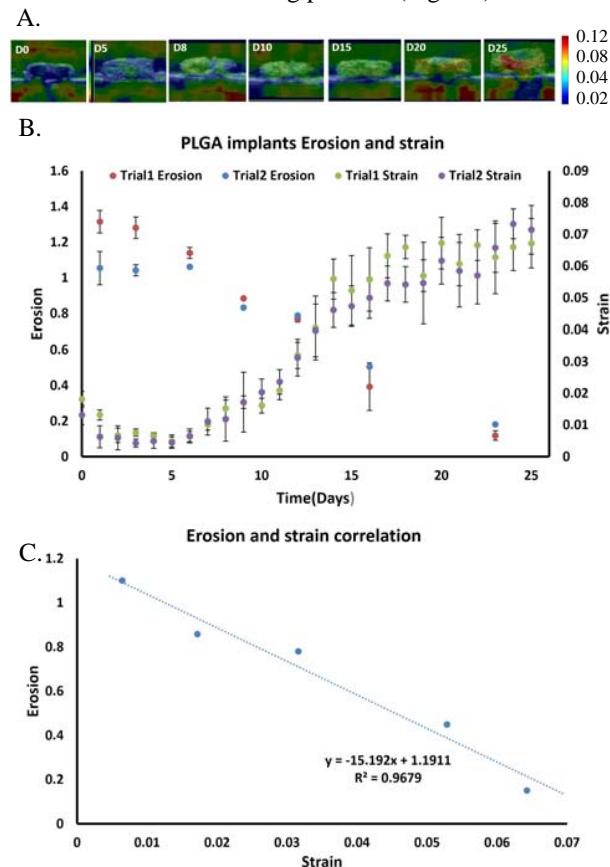 A.
D0 D5 D8 D10 D15 D20 D25
0.12
0.08
0.04
0.02
B.
PLGA implants Erosion and strain
Trial1 Erosion Trial2 Erosion Trial1 Strain Trial2 Strain
1.6
1.4
1.2
1
0.8
0.6
0.4
0.2
0
Erosion
0.09
0.08
0.07
0.06
0.05
0.04
0.03
0.02
0.01
0
Strain
0 5 10 15 20 25
Time(Days)
C.
Erosion and strain correlation
1.2
1
0.8
0.6
0.4
0.2
0
Erosion
y = -15.192x + 1.1911
R² = 0.9679
0 0.01 0.02 0.03 0.04 0.05 0.06 0.07
Strain